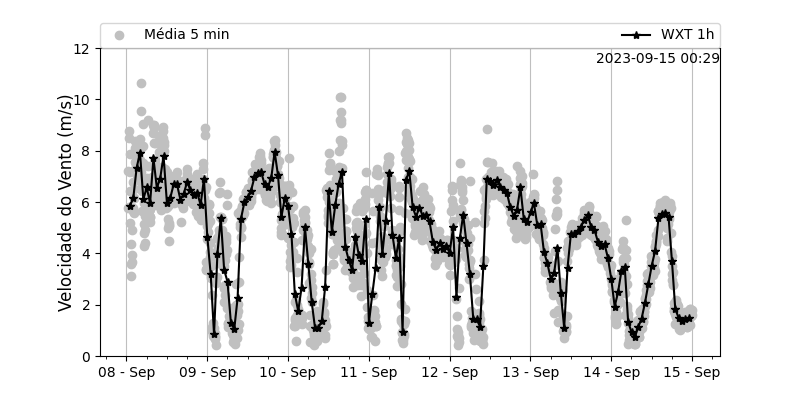 Média 5 min WXT 1h
2023-09-15 00:29
Velocidade do Vento (m/s)
12
10
8
6
4
2
0
08 - Sep 09 - Sep 10 - Sep 11 - Sep 12 - Sep 13 - Sep 14 - Sep 15 - Sep